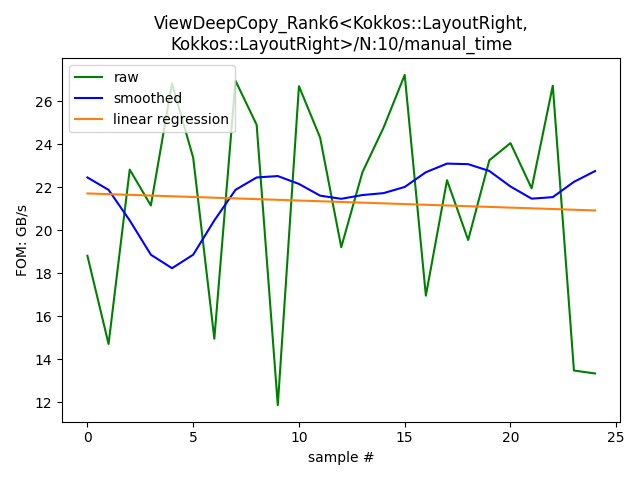 ViewDeepCopy_Rank6<Kokkos::LayoutRight,
Kokkos::LayoutRight>/N:10/manual_time
raw
smoothed
linear regression
FOM: GB/s
26
24
22
20
18
16
14
12
0
5
10
15
20
25
sample #